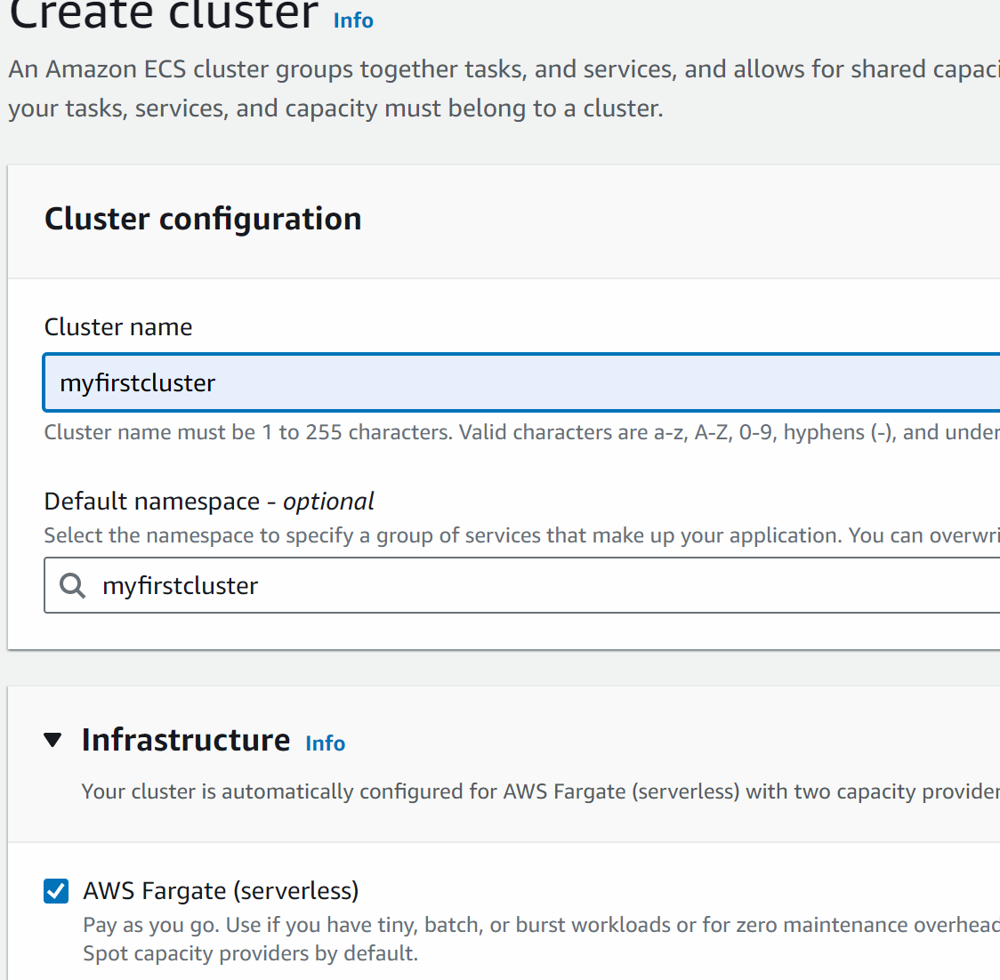 Create cluster Info
An Amazon ECS cluster groups together tasks, and services, and allows for shared
your tasks, services, and capacity must belong to a cluster.
Cluster configuration
Cluster name
myfirstcluster
Cluster name must be 1 to 255 characters. Valid characters are a-z, A-Z, 0-9, hyphens (-), and
Default namespace - optional
Select the namespace to specify a group of services that make up your application. You can
myfirstcluster
Infrastructure Info
Your cluster is automatically configured for AWS Fargate (serverless) with two capacity
AWS Fargate (serverless)
Pay as you go. Use if you have tiny, batch, or burst workloads or for zero maintenance overhead
Spot capacity providers by default.